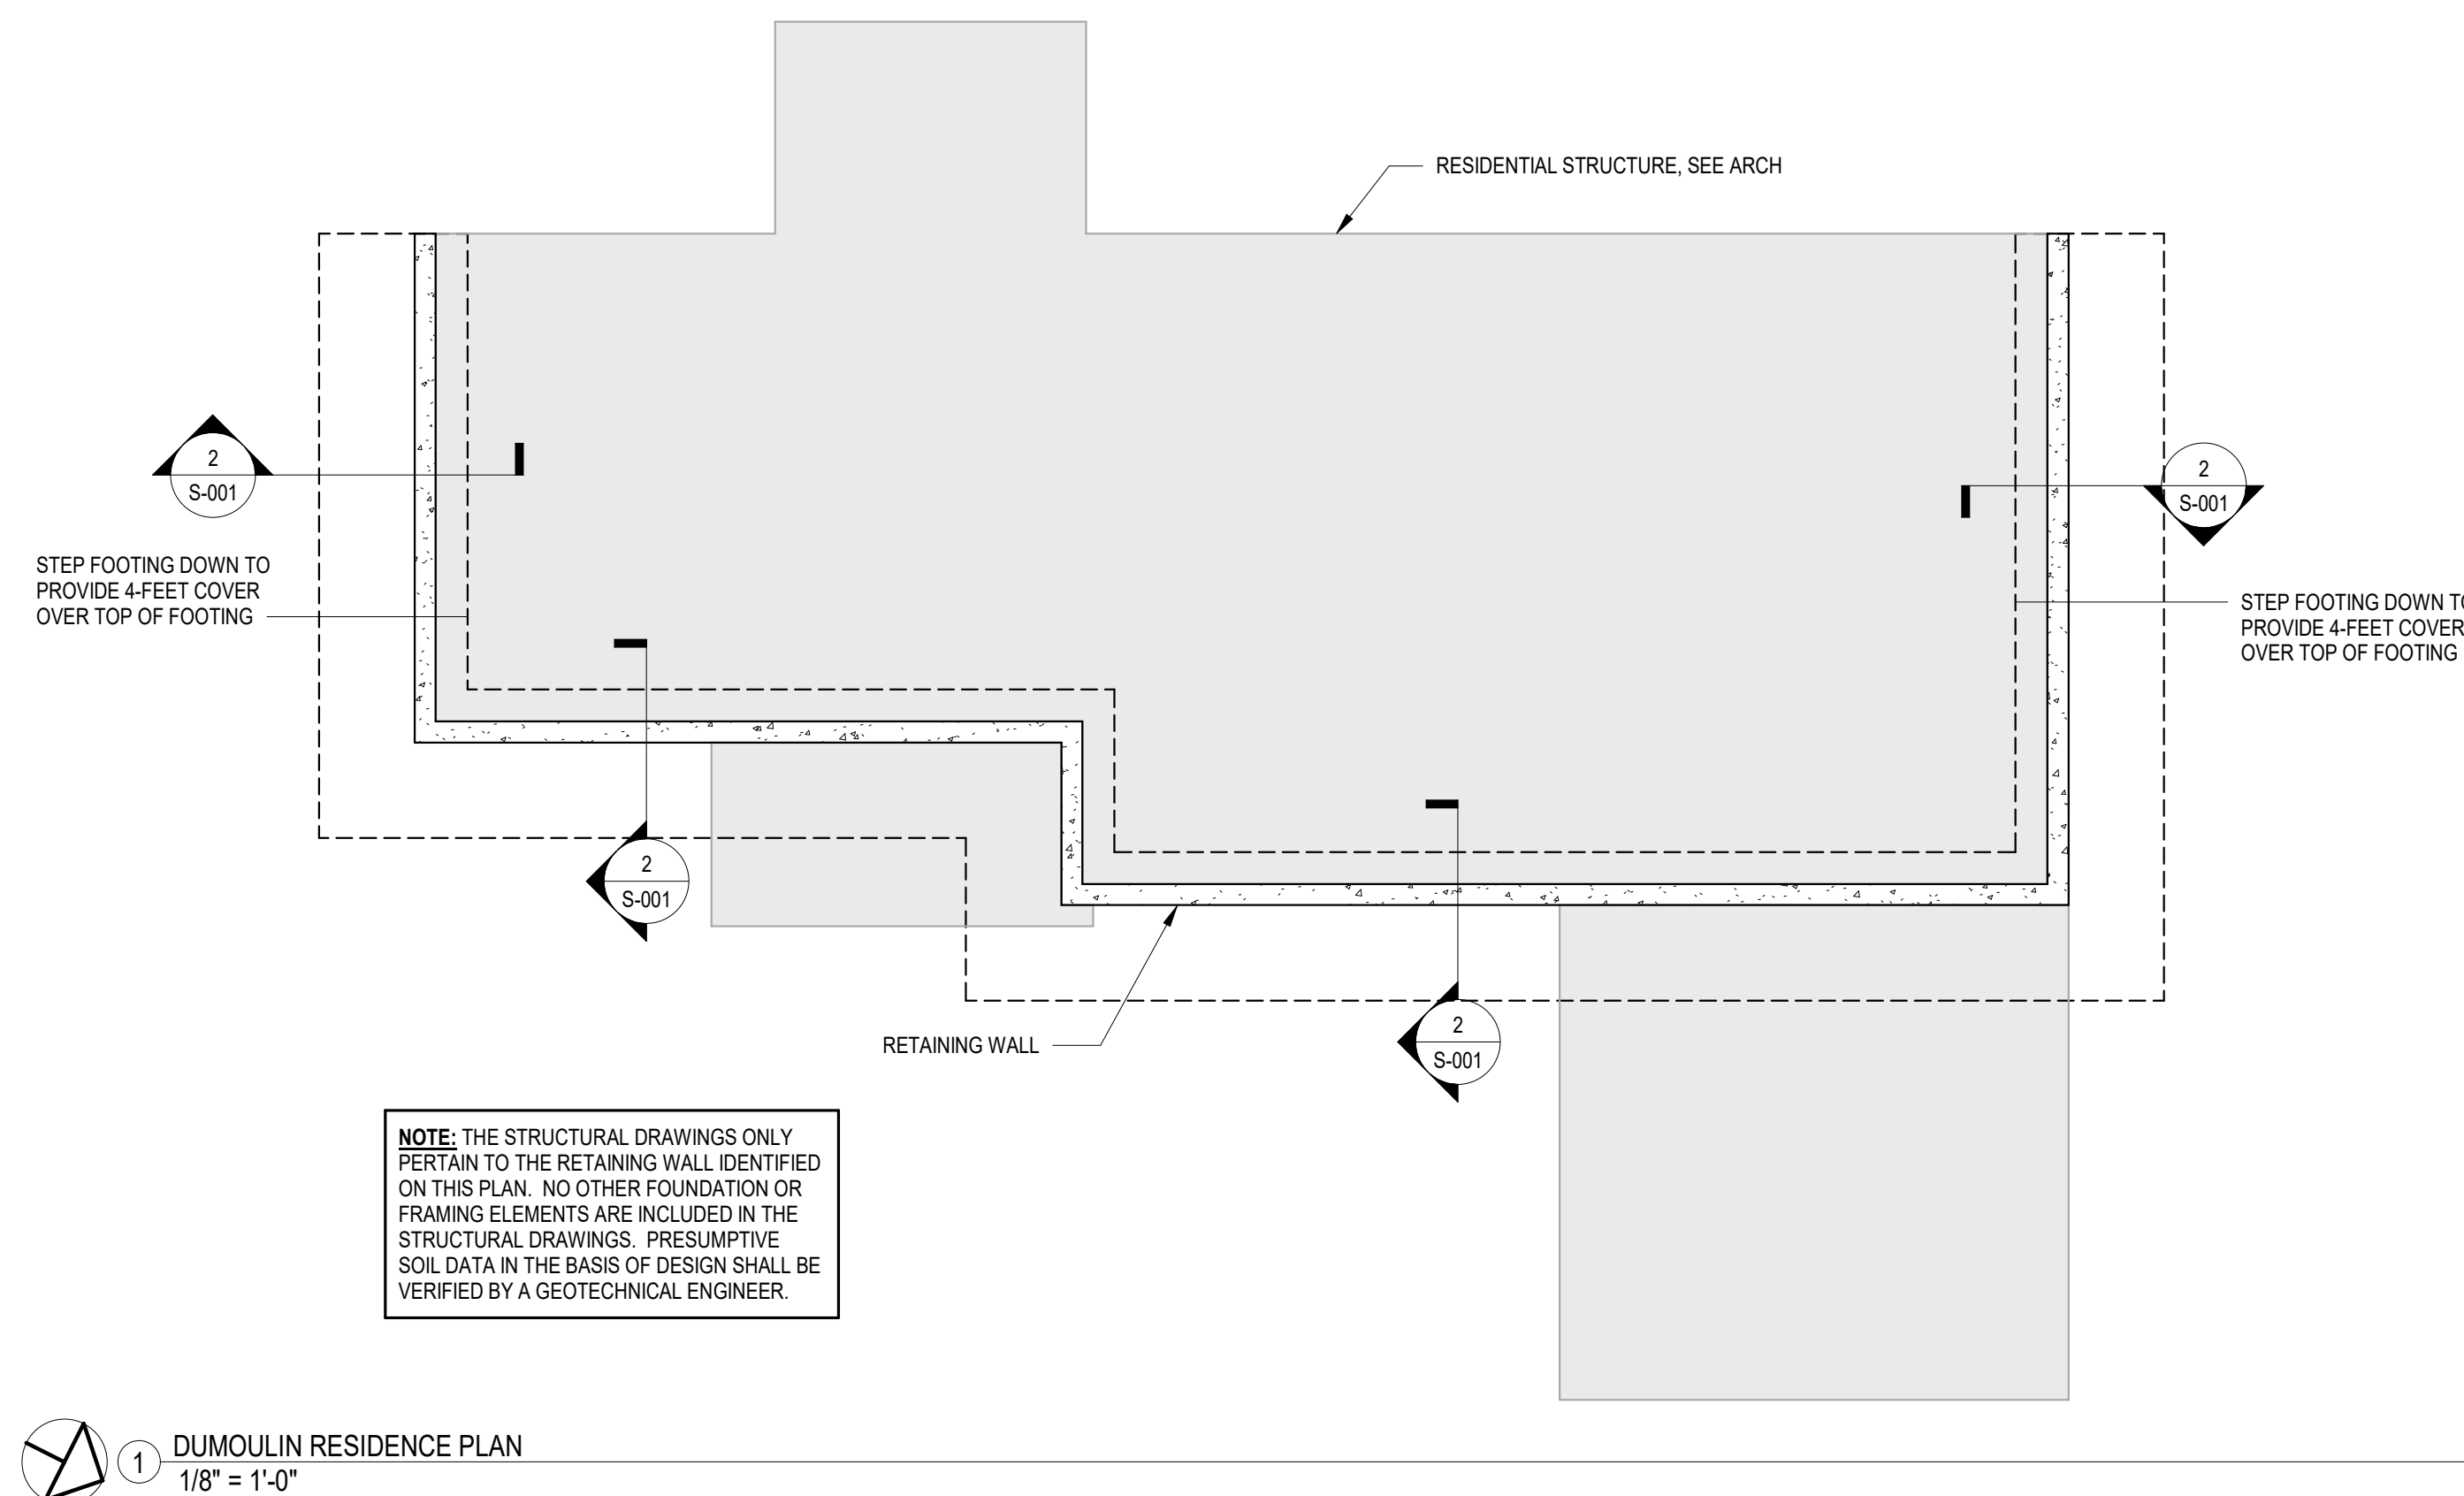 RESIDENTIAL STRUCTURE, SEE ARCH
2
S-001
2
S-001
STEP FOOTING DOWN TO
PROVIDE 4-FEET COVER
OVER TOP OF FOOTING
STEP FOOTING DOWN TO
PROVIDE 4-FEET COVER
OVER TOP OF FOOTING
2
S-001
2
S-001
RETAINING WALL
NOTE: THE STRUCTURAL DRAWINGS ONLY
PERTAIN TO THE RETAINING WALL IDENTIFIED
ON THIS PLAN. NO OTHER FOUNDATION OR
FRAMING ELEMENTS ARE INCLUDED IN THE
STRUCTURAL DRAWINGS. PRESUMPTIVE
SOIL DATA IN THE BASIS OF DESIGN SHALL BE
VERIFIED BY A GEOTECHNICAL ENGINEER.
1
DUMOULIN RESIDENCE PLAN
1/8" = 1'-0"